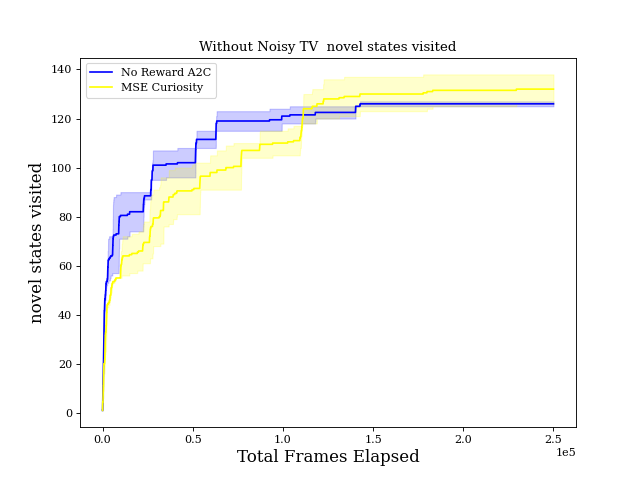 Without Noisy TV  novel states visited
No Reward A2C
MSE Curiosity
novel states visited
140
120
100
80
60
40
20
0
0.0 0.5 1.0 1.5 2.0 2.5
1e5
Total Frames Elapsed